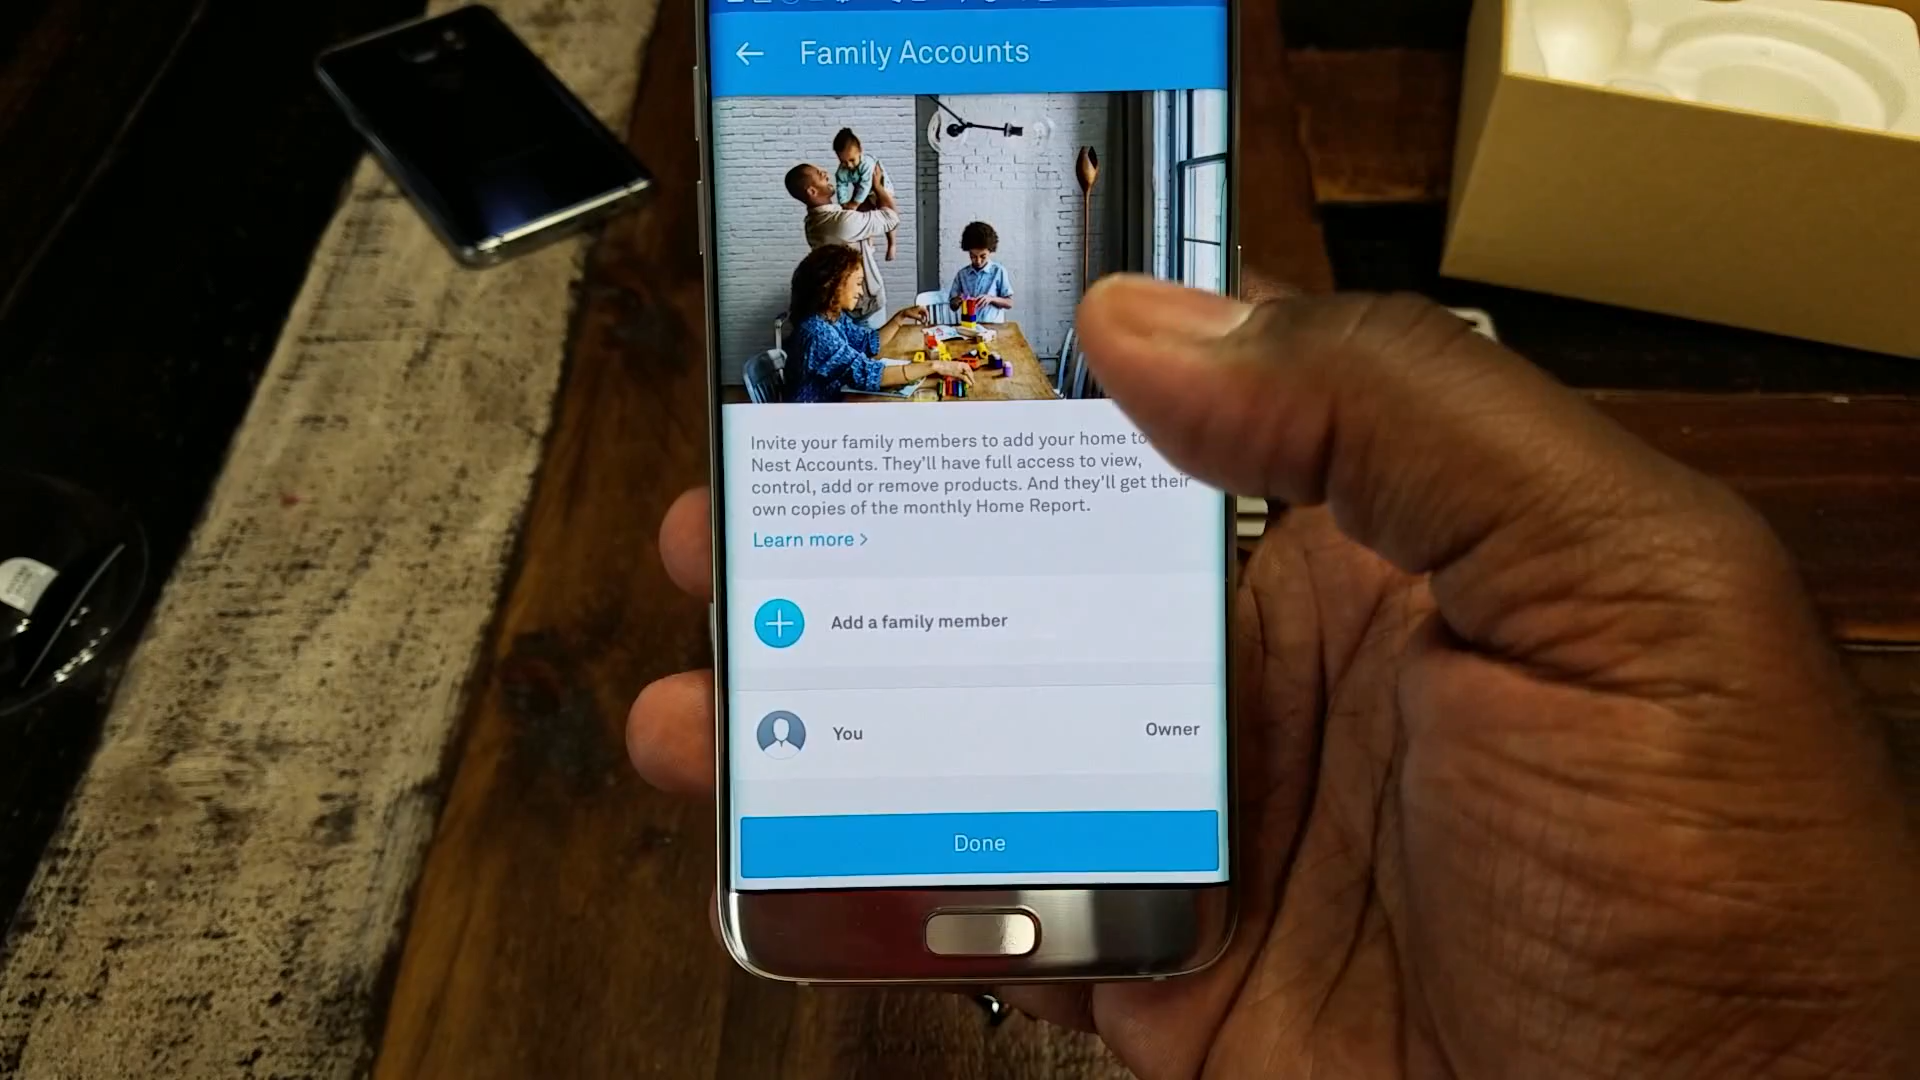 Family Accounts
Invite your family members to add your home to
Nest Accounts. They'll have full access to view,
control, add or remove products. And they'll get their
own copies of the monthly Home Report.
Learn more >
Add a family member
You
Owner
Done